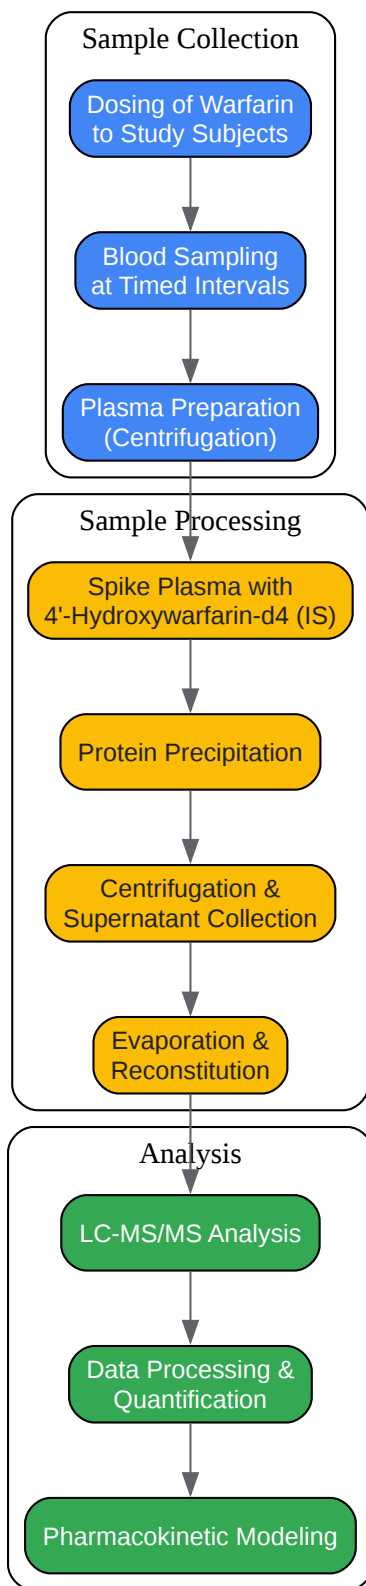 Sample Collection
Dosing of Warfarin
to Study Subjects
Blood Sampling
at Timed Intervals
Plasma Preparation
(Centrifugation)
Sample Processing
Spike Plasma with
4'-Hydroxywarfarin-d4 (IS)
Protein Precipitation
Centrifugation &
Supernatant Collection
Evaporation &
Reconstitution
Analysis
LC-MS/MS Analysis
Data Processing &
Quantification
Pharmacokinetic Modeling